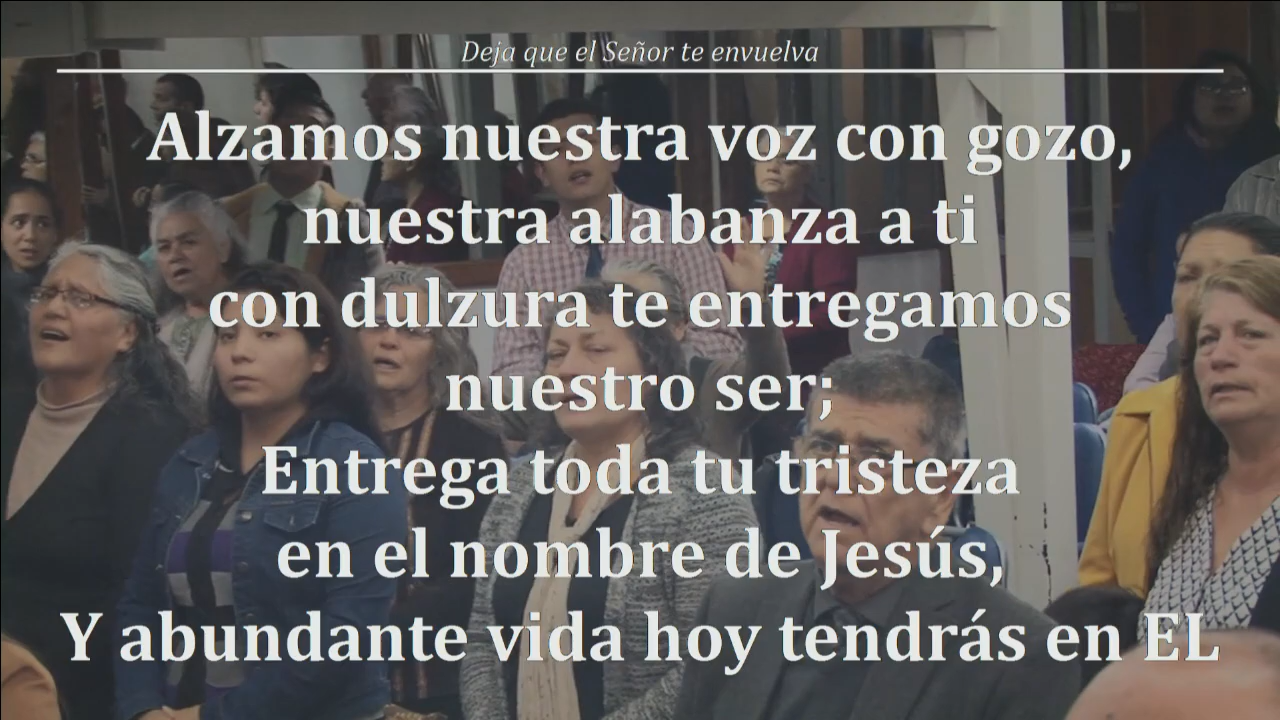 Deja que el Señor te envuelva
Alzamos nuestra voz con gozo,
nuestra alabanza a ti
con dulzura te entregamos
nuestro ser;
Entrega toda tu tristeza
en el nombre de Jesús,
Y abundante vida hoy tendrás en EL